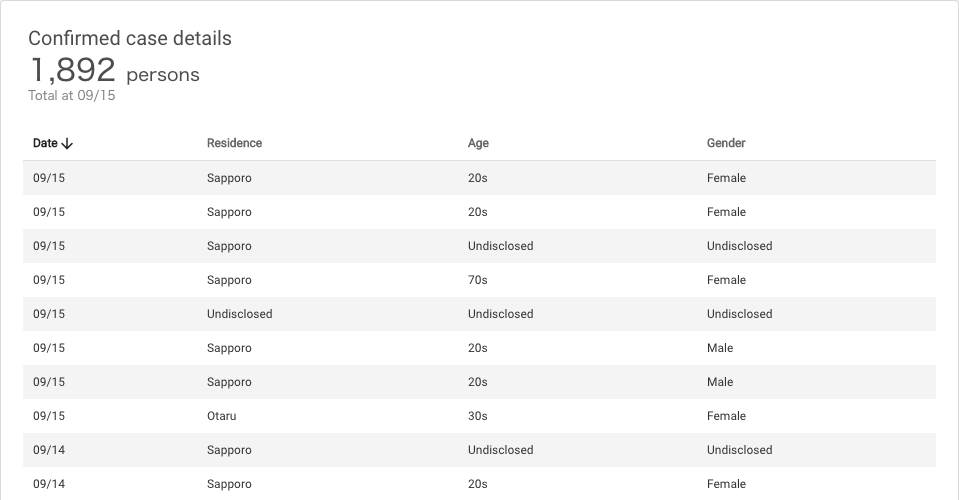 Confirmed case details
1,892 persons
Total at 09/15
Date Residence Age Gender
09/15 Sapporo 20s Female
09/15 Sapporo 20s Female
09/15 Sapporo Undisclosed Undisclosed
09/15 Sapporo 70s Female
09/15 Undisclosed Undisclosed Undisclosed
09/15 Sapporo 20s Male
09/15 Sapporo 20s Male
09/15 Otaru 30s Female
09/14 Sapporo Undisclosed Undisclosed
09/14 Sapporo 20s Female